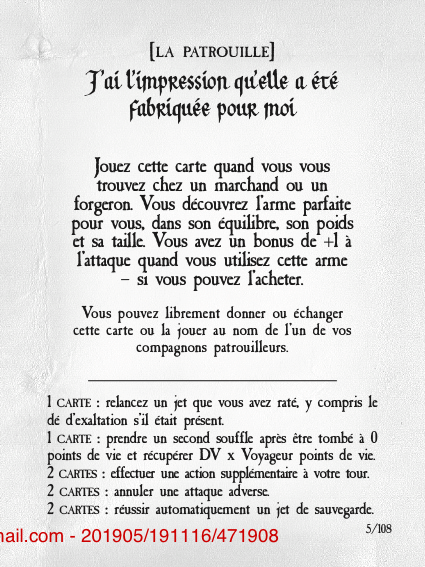 [LA PATROUILLE]
J'ai l'impression qu'elle a été
fabriquée pour moi
Jouez cette carte quand vous vous
trouvez chez un marchand ou un
forgeron. Vous découvrez l'arme parfaite
pour vous, dans son équilibre, son poids
et sa taille. Vous avez un bonus de +1 à
l'attaque quand vous utilisez cette arme
– si vous pouvez l'acheter.
Vous pouvez librement donner ou échanger
cette carte ou la jouer au nom de l'un de vos
compagnons patrouilleurs.
1 CARTE : relancez un jet que vous avez raté, y compris le
dé d'exaltation s'il était présent.
1 CARTE : prendre un second souffle après être tombé à 0
points de vie et récupérer DV x Voyageur points de vie.
2 CARTES : effectuer une action supplémentaire à votre tour.
2 CARTES : annuler une attaque adverse.
2 CARTES : réussir automatiquement un jet de sauvegarde.
5/108
mail.com - 201905/191116/471908